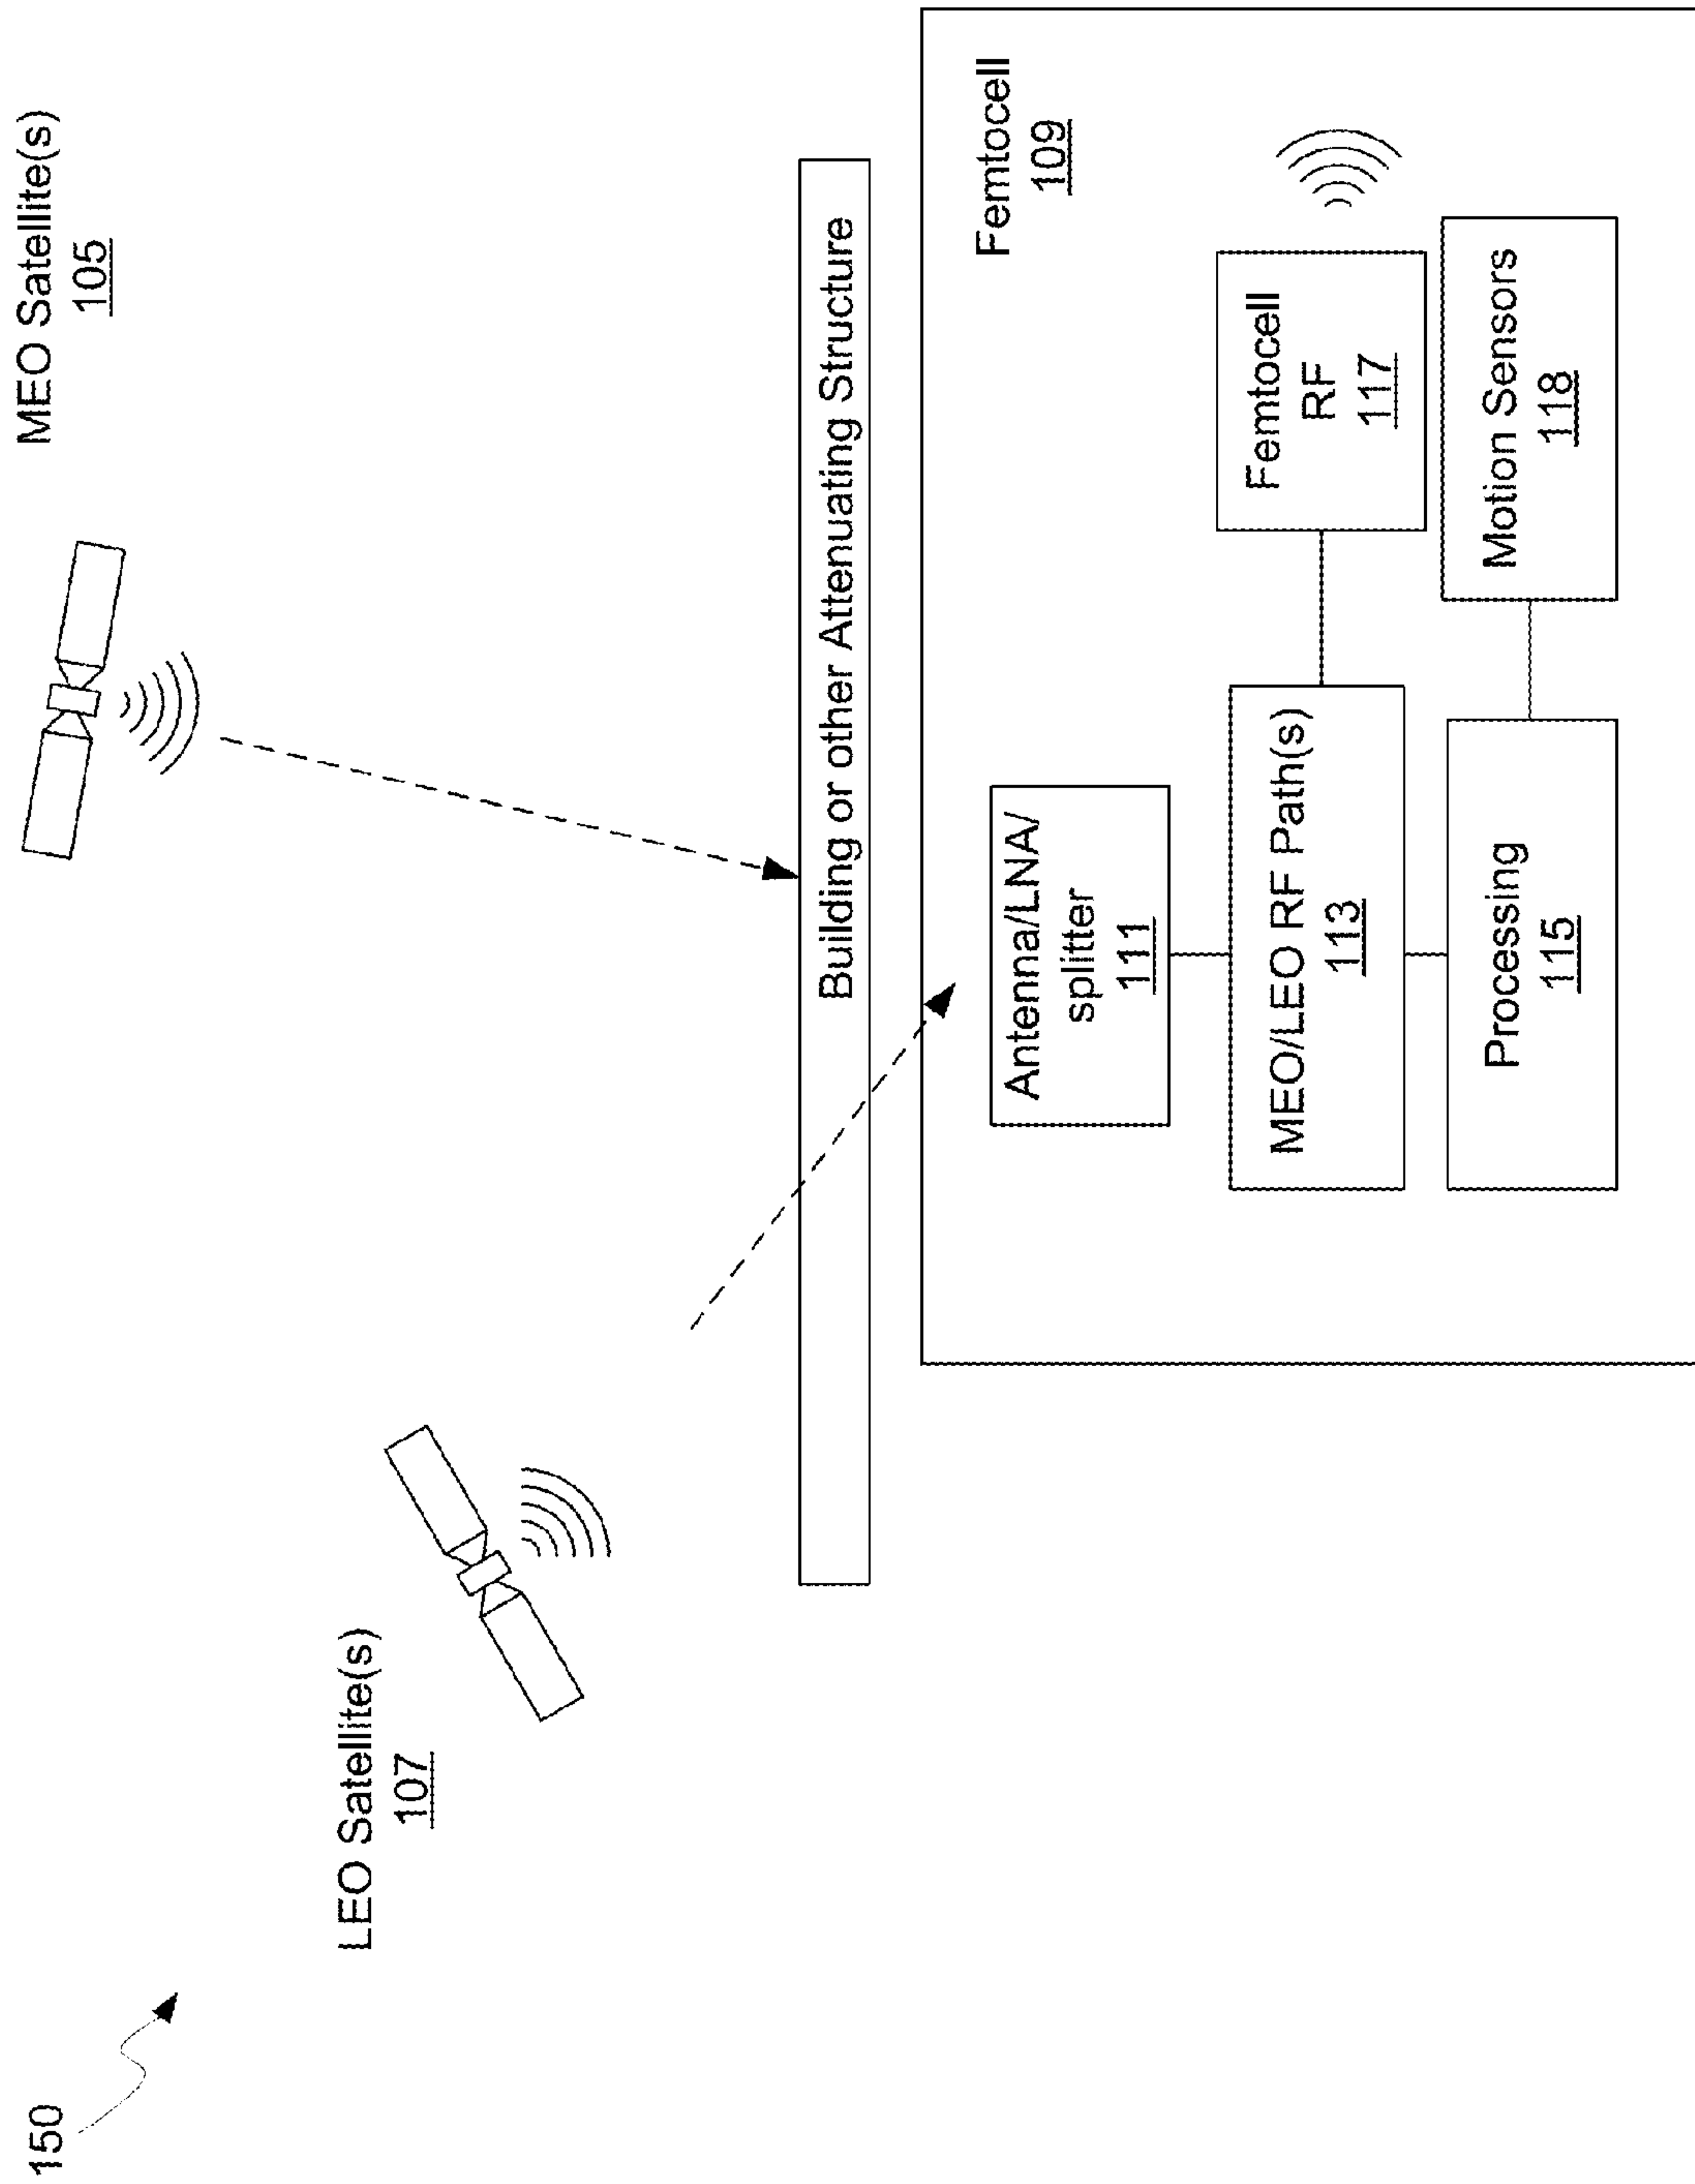 150
MEO Satellite(s)
105
LEO Satellite(s)
107
Building or other Attenuating Structure
Femtocell
109
Antenna/LNA/
splitter
111
MEO/LEO RF Path(s)
113
Femtocell
RF
117
Processing
115
Motion Sensors
118